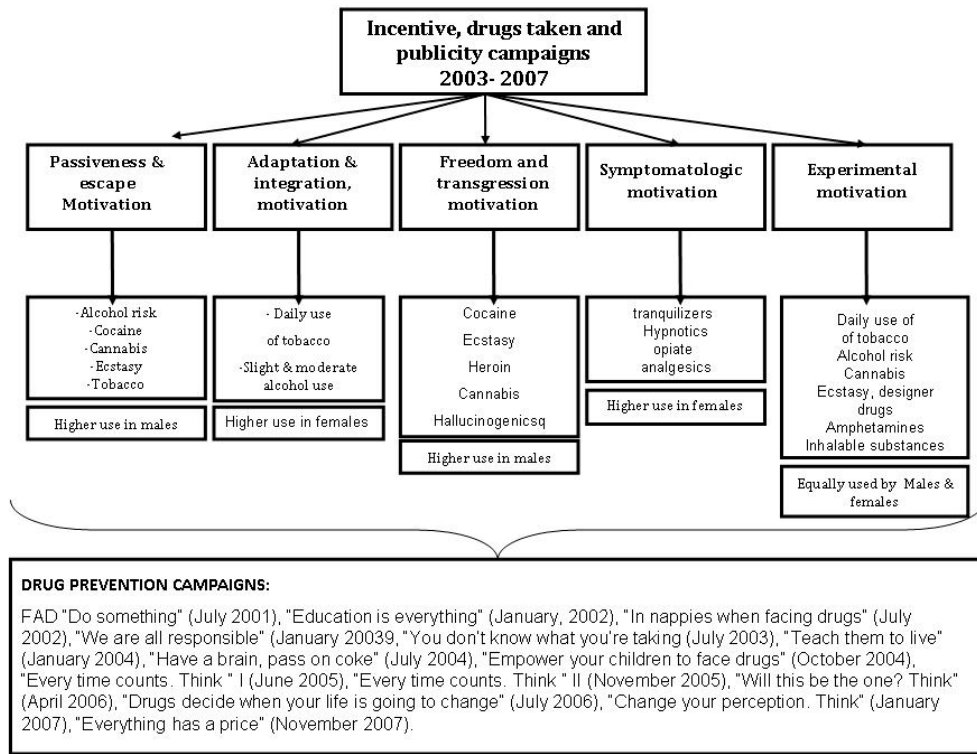 Incentive, drugs taken and
publicity campaigns
2003- 2007
Passiveness &
escape
Motivation
Adaptation &
integration,
motivation
Freedom and
transgression
motivation
Symptomatologic
motivation
Experimental
motivation
-Alcohol risk
-Cocaine
-Cannabis
-Ecstasy
-Tobacco
Higher use in males
- Daily use
of tobacco
-Slight & moderate
alcohol use
Higher use in females
Cocaine
Ecstasy
Heroin
Cannabis
Hallucinogenicsq
Higher use in males
tranquilizers
Hypnotics
opiate
analgesics
Higher use in females
Daily use of
of tobacco
Alcohol risk
Cannabis
Ecstasy, designer
drugs
Amphetamines
Inhalable substances
Equally used by Males &
females
DRUG PREVENTION CAMPAIGNS:
FAD "Do something" (July 2001), "Education is everything" (January, 2002), "In nappies when facing drugs" (July
2002), "We are all responsible" (January 20039, "You don't know what you're taking (July 2003), "Teach them to live"
(January 2004), "Have a brain, pass on coke" (July 2004), "Empower your children to face drugs" (October 2004),
"Every time counts. Think " I (June 2005), "Every time counts. Think " II (November 2005), "Will this be the one? Think"
(April 2006), "Drugs decide when your life is going to change" (July 2006), "Change your perception. Think" (January
2007), "Everything has a price" (November 2007).